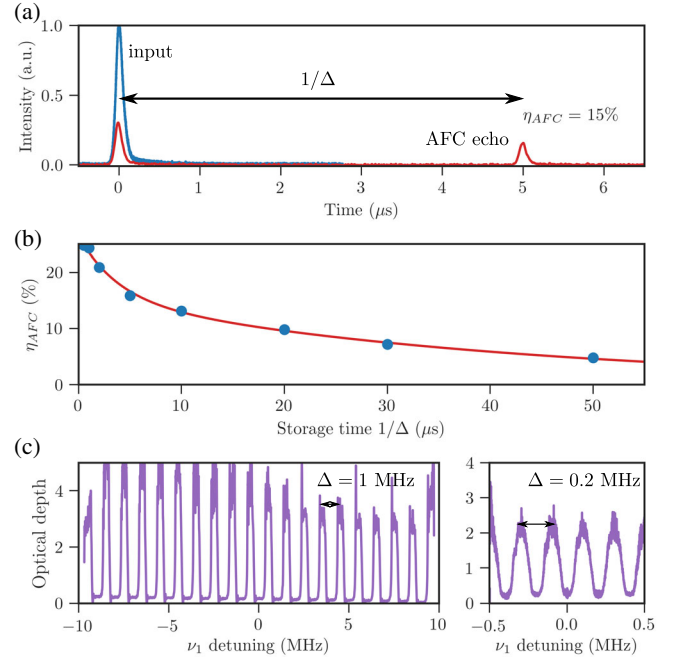 (a)
1.0
0.5
0.0
Intensity (a.u.)
input
1/Δ
η_AFC = 15%
AFC echo
0 1 2 3 4 5 6
Time (μs)
(b)
20
10
0
η_AFC (%)
0 10 20 30 40 50
Storage time 1/Δ (μs)
(c)
4
2
0
Optical depth
Δ = 1 MHz
−10 −5 0 5 10
ν₁ detuning (MHz)
4
3
2
1
0
Δ = 0.2 MHz
−0.5 0.0 0.5
ν₁ detuning (MHz)